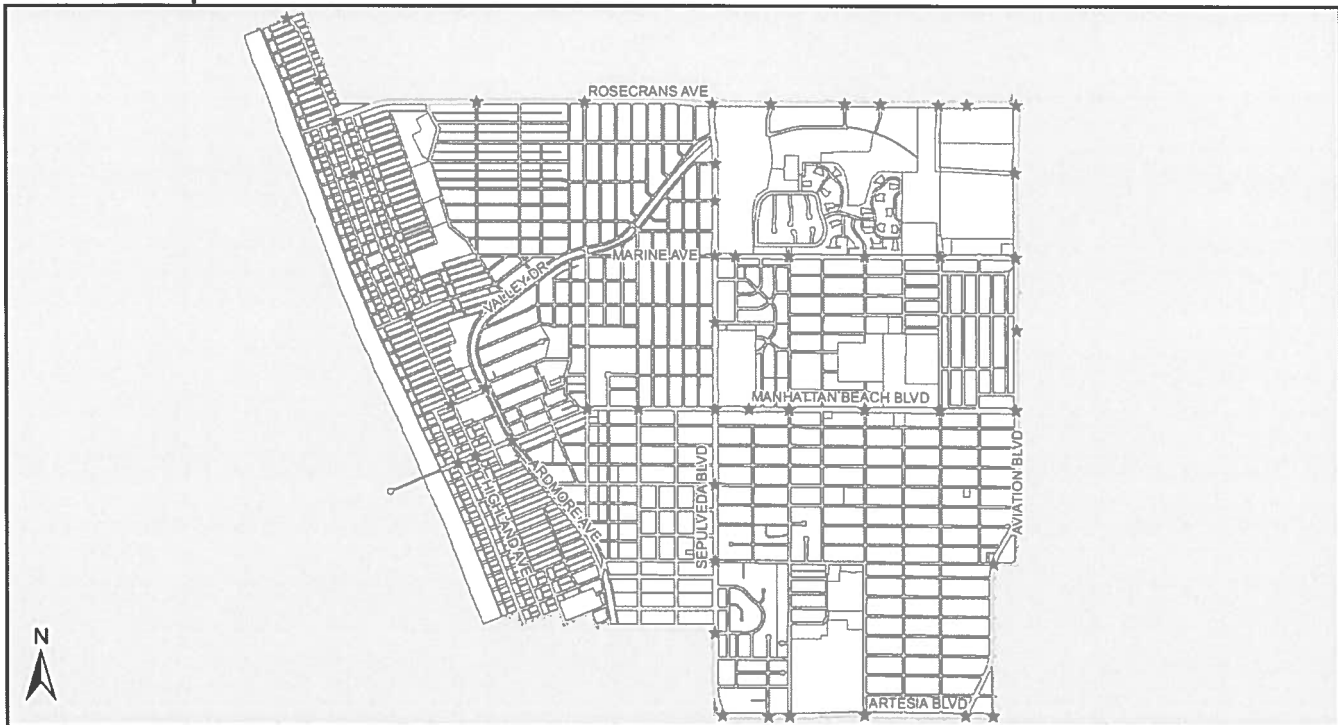 ROSECRANS AVE
MARINE AVE
VALLEY DR
MANHATTAN BEACH BLVD
SEPULVEDA BLVD
AVIATION BLVD
HIGHLAND AVE
ARDMORE AVE
ARTESIA BLVD
N